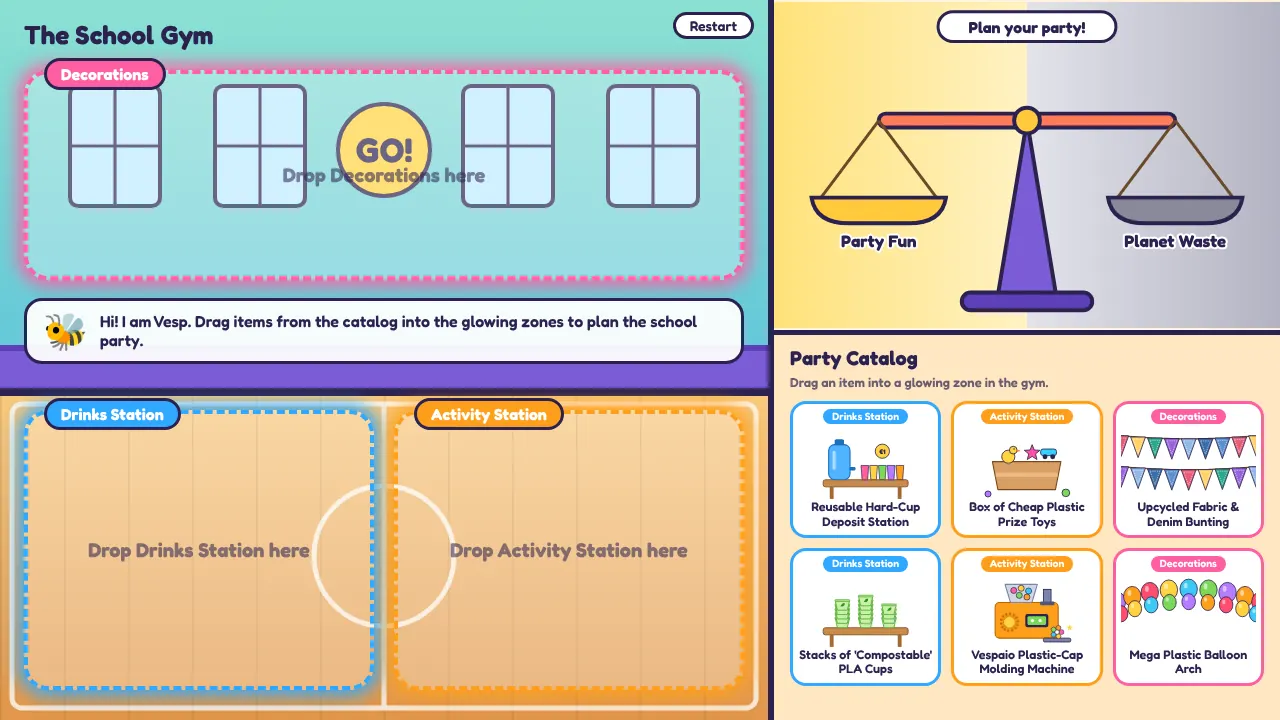 The School Gym
Restart
Decorations
GO!
Drop Decorations here
Hi! I am Vesp. Drag items from the catalog into the glowing zones to plan the school
party.
Drinks Station
Activity Station
Drop Drinks Station here
Drop Activity Station here
Plan your party!
Party Fun
Planet Waste
Party Catalog
Drag an item into a glowing zone in the gym.
Drinks Station
€1
Reusable Hard-Cup
Deposit Station
Activity Station
Box of Cheap Plastic
Prize Toys
Decorations
Upcycled Fabric &
Denim Bunting
Drinks Station
Stacks of 'Compostable'
PLA Cups
Activity Station
Vespaio Plastic-Cap
Molding Machine
Decorations
Mega Plastic Balloon
Arch